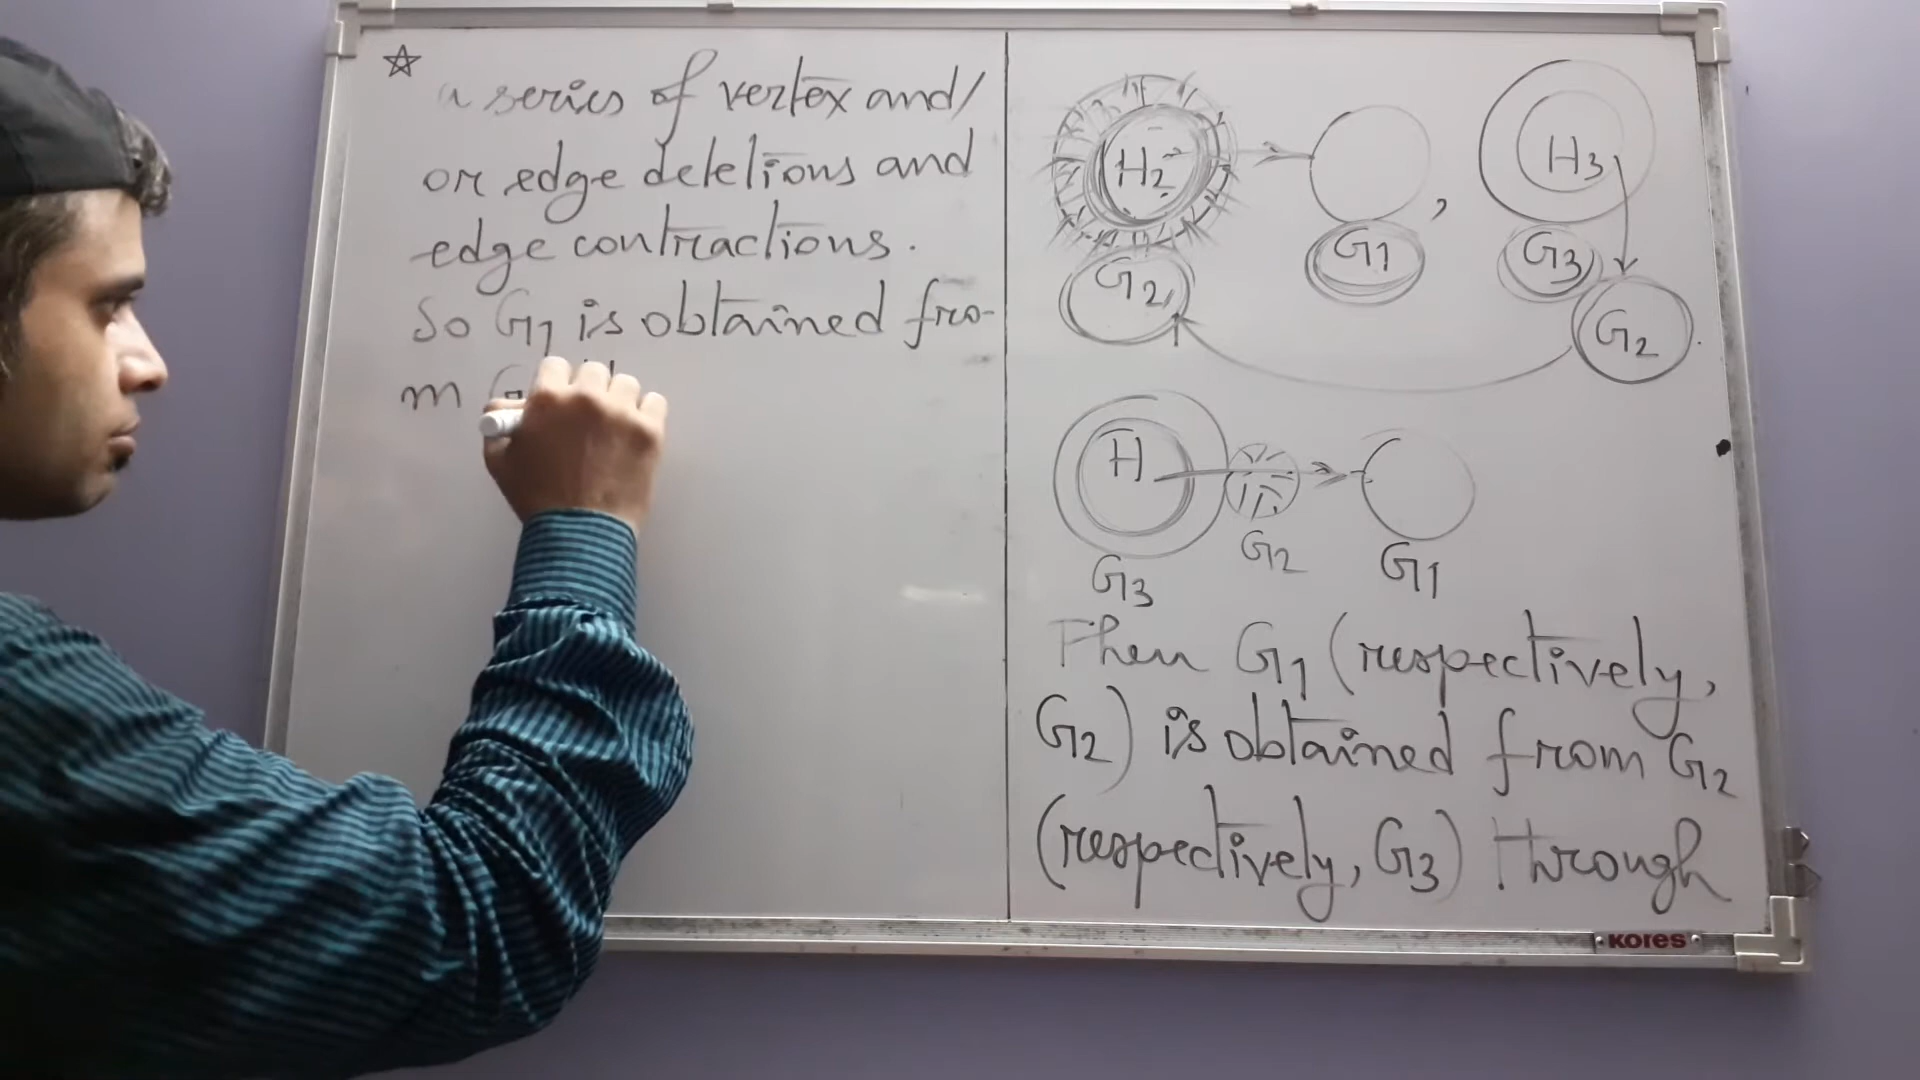 a series of vertex and/
or edge deletions and
edge contractions.
So G1 is obtained fro-
m G
H2
G2
G1
,
H3
G3
G2
H
G3
G2
G1
Then G1 (respectively,
G2) is obtained from G2
(respectively, G3) through
KORES